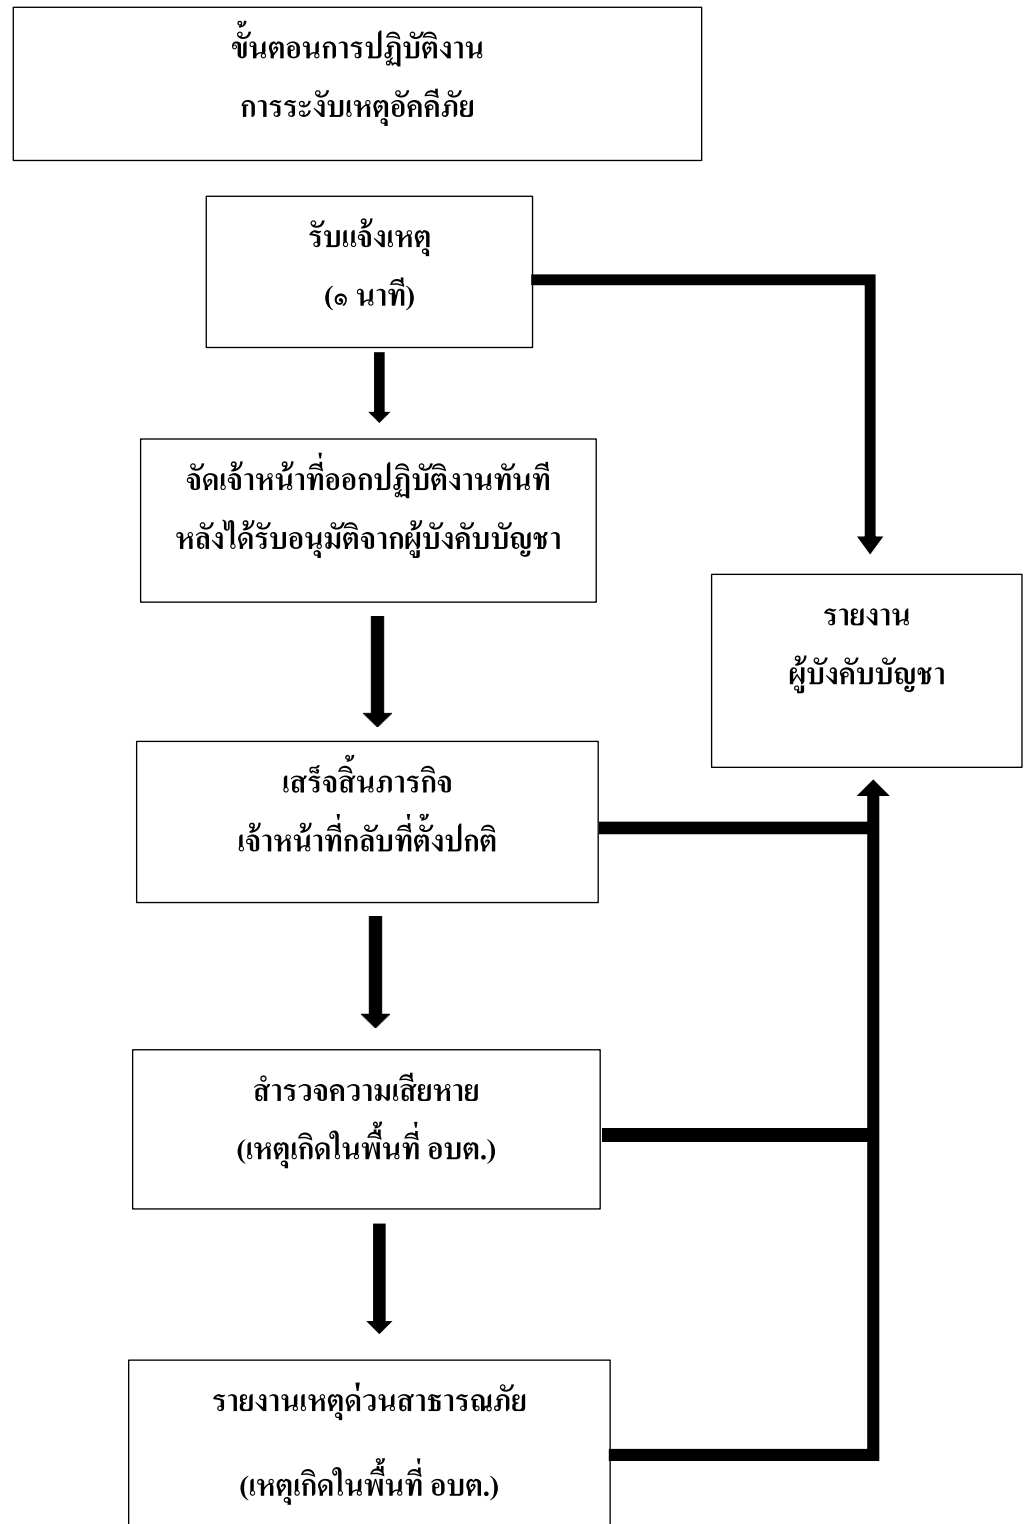 ขั้นตอนการปฏิบัติงาน
การระงับเหตุอัคคีภัย
รับแจ้งเหตุ
(๑ นาที)
จัดเจ้าหน้าที่ออกปฏิบัติงานทันที
หลังได้รับอนุมัติจากผู้บังคับบัญชา
รายงาน
ผู้บังคับบัญชา
เสร็จสิ้นภารกิจ
เจ้าหน้าที่กลับที่ตั้งปกติ
สำรวจความเสียหาย
(เหตุเกิดในพื้นที่ อบต.)
รายงานเหตุด่วนสาธารณภัย
(เหตุเกิดในพื้นที่ อบต.)